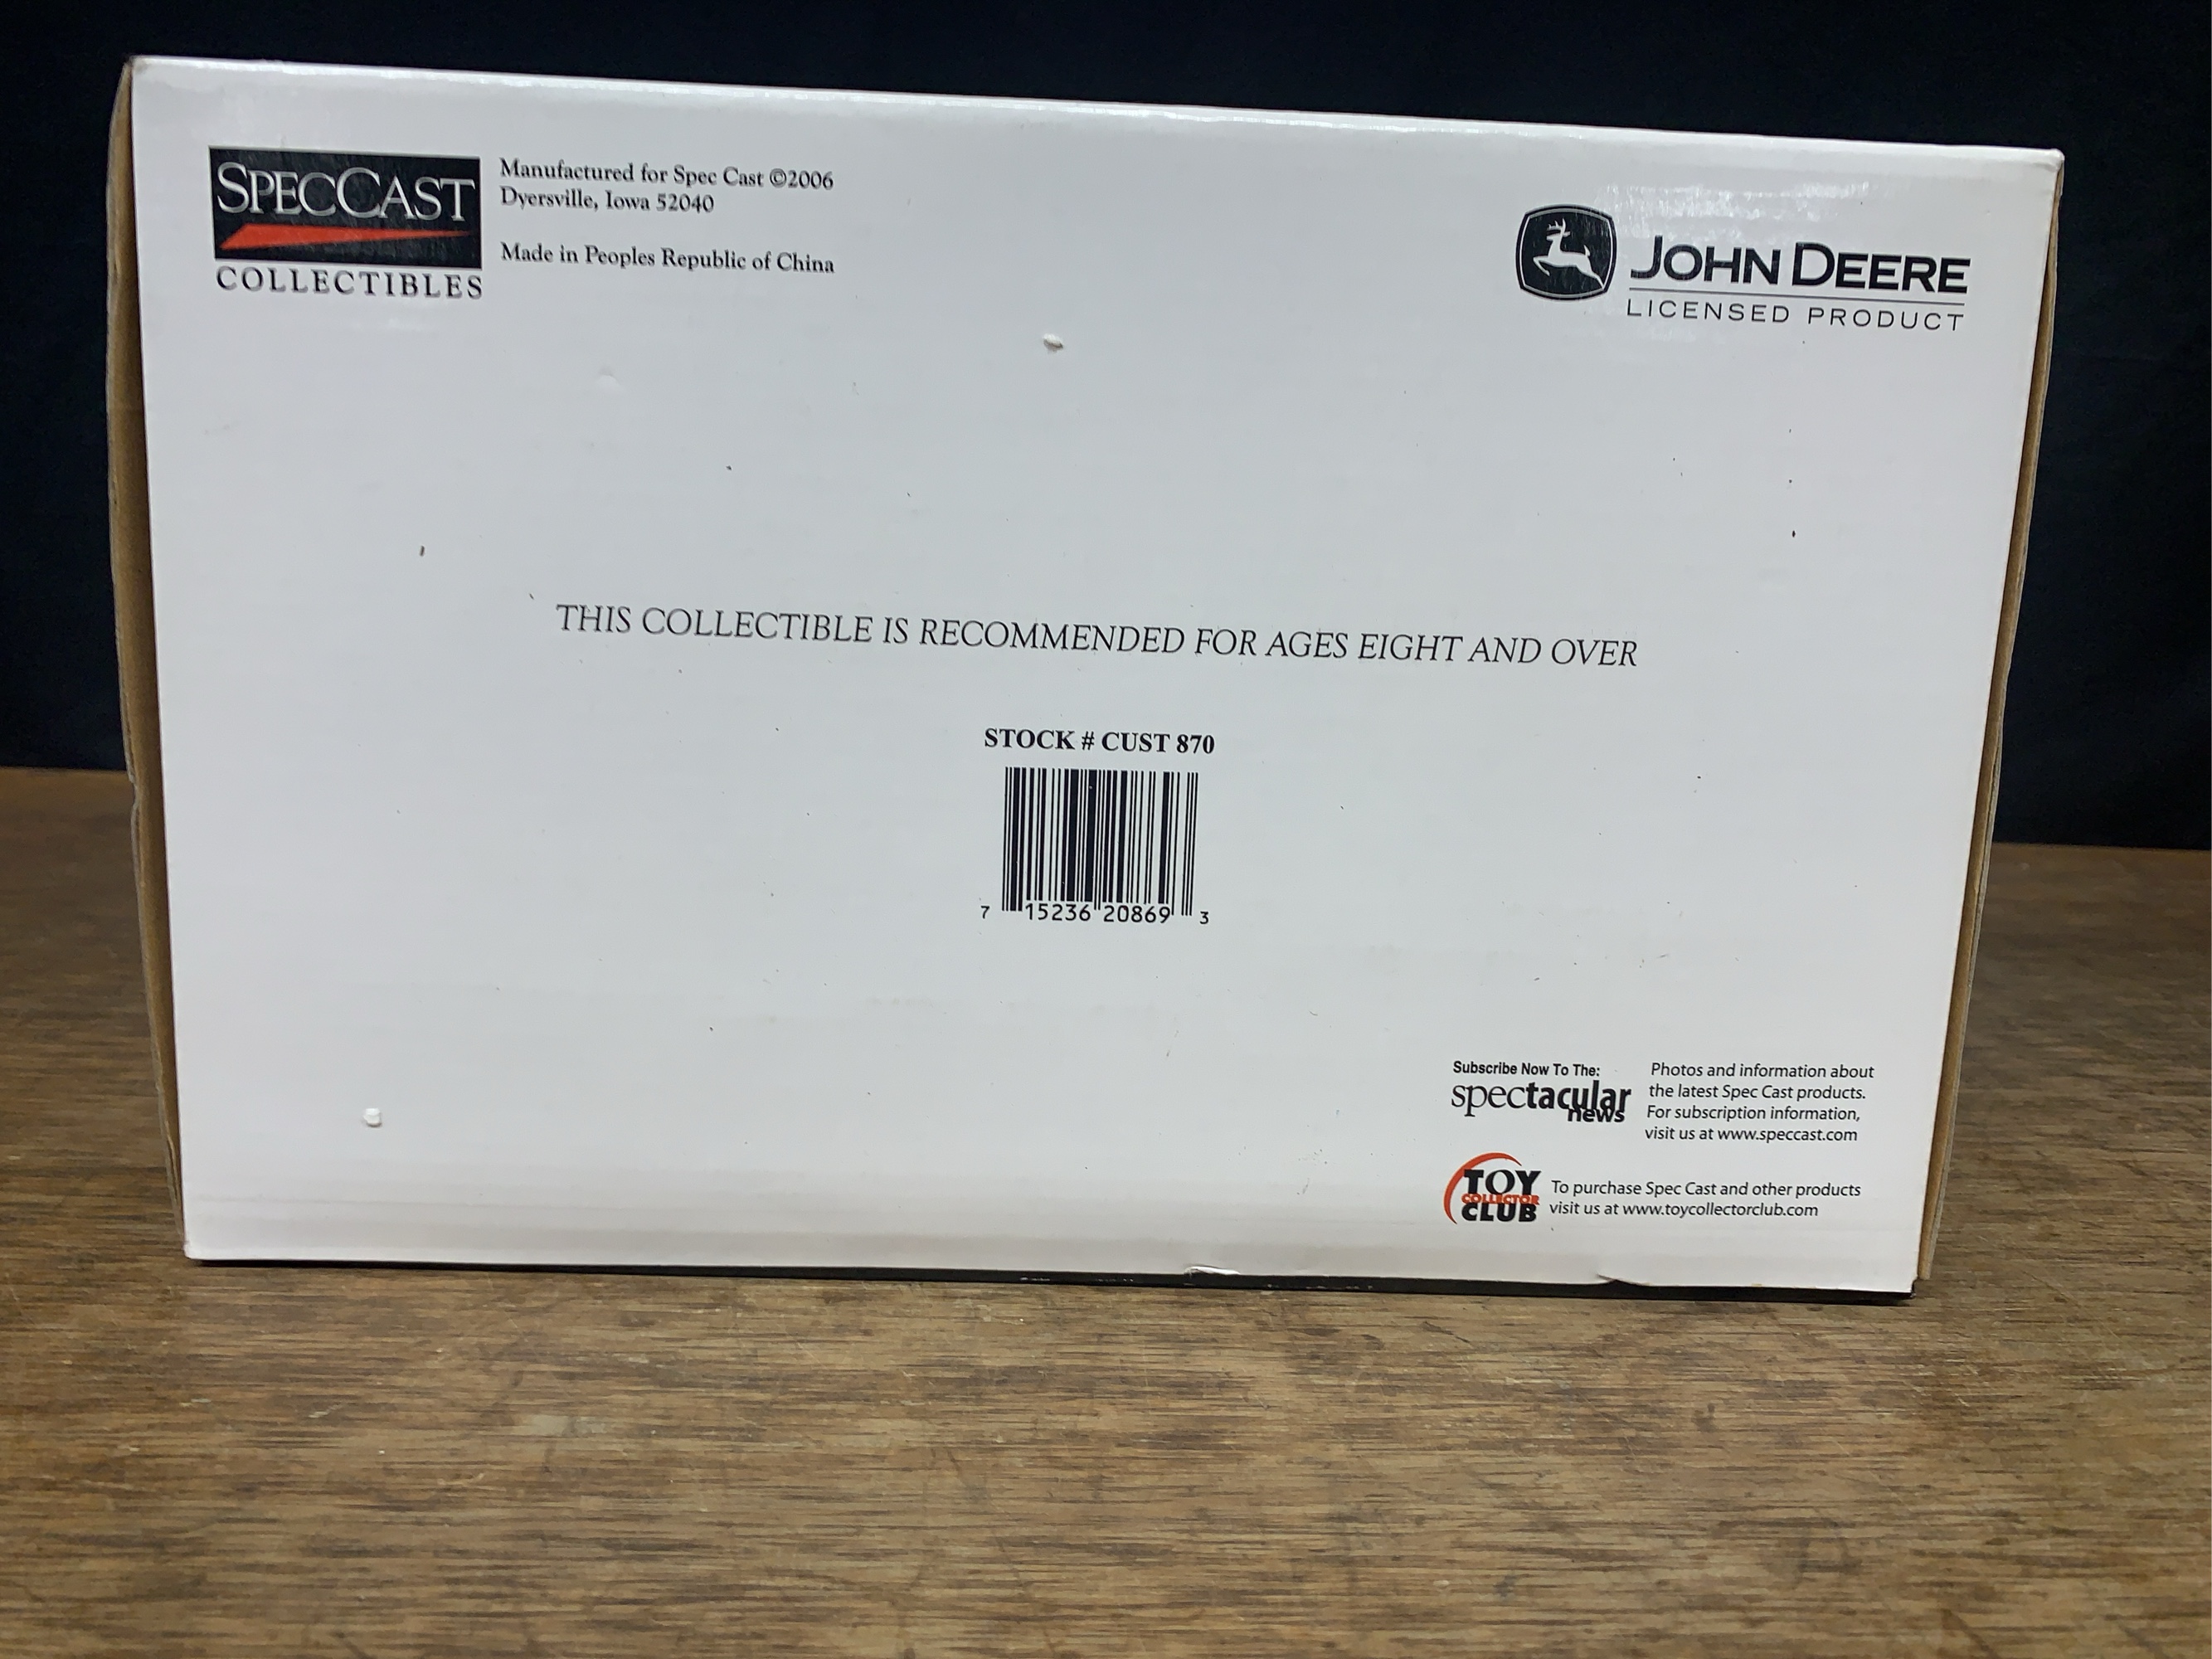 SPECCAST
COLLECTIBLES
Manufactured for Spec Cast ©2006
Dyersville, Iowa 52040
Made in Peoples Republic of China
JOHN DEERE
LICENSED PRODUCT
THIS COLLECTIBLE IS RECOMMENDED FOR AGES EIGHT AND OVER
STOCK # CUST 870
7 15236 20869 3
Subscribe Now To The:
spectacular
news
Photos and information about
the latest Spec Cast products.
For subscription information,
visit us at www.speccast.com
TOY
COLLECTOR
CLUB
To purchase Spec Cast and other products
visit us at www.toycollectorclub.com